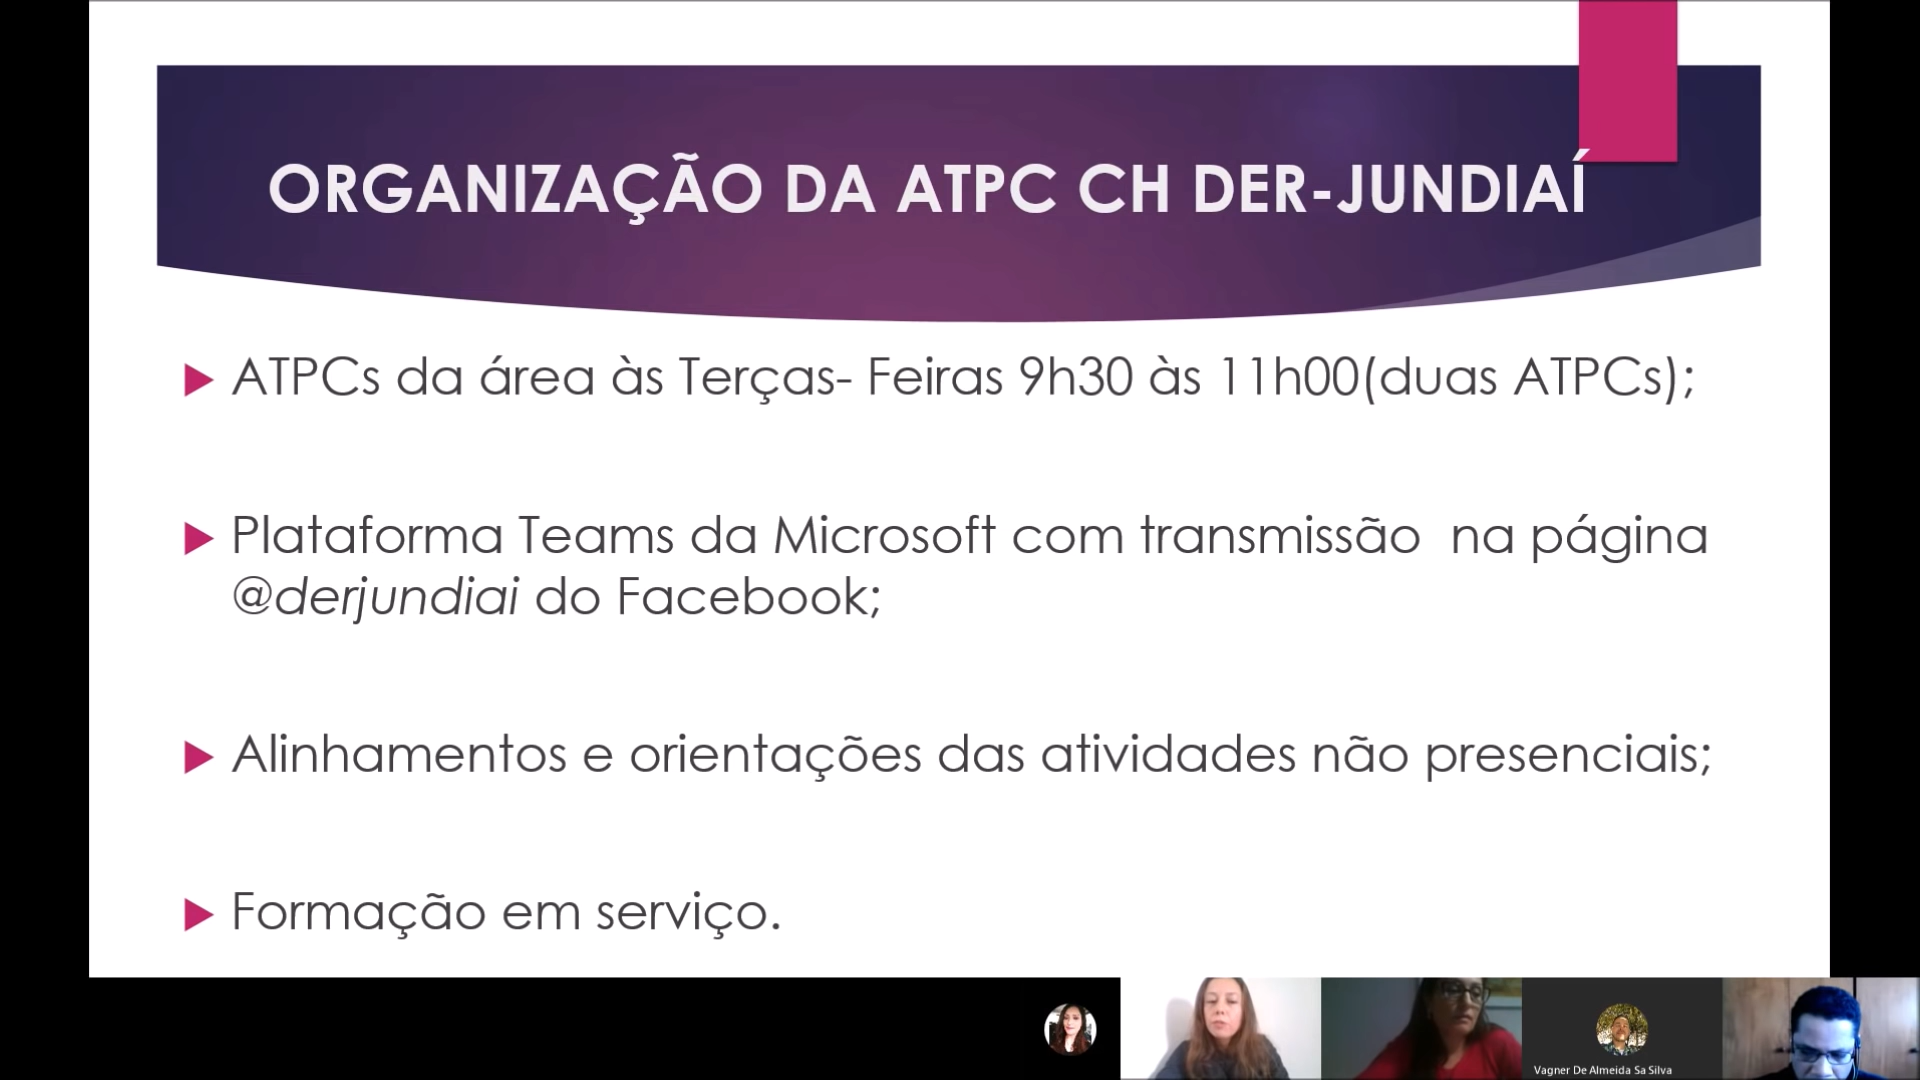 ORGANIZAÇÃO DA ATPC CH DER-JUNDIAÍ
ATPCs da área às Terças- Feiras 9h30 às 11h00(duas ATPCs);
Plataforma Teams da Microsoft com transmissão na página
@derjundiai do Facebook;
Alinhamentos e orientações das atividades não presenciais;
Formação em serviço.
Vagner De Almeida Sa Silva